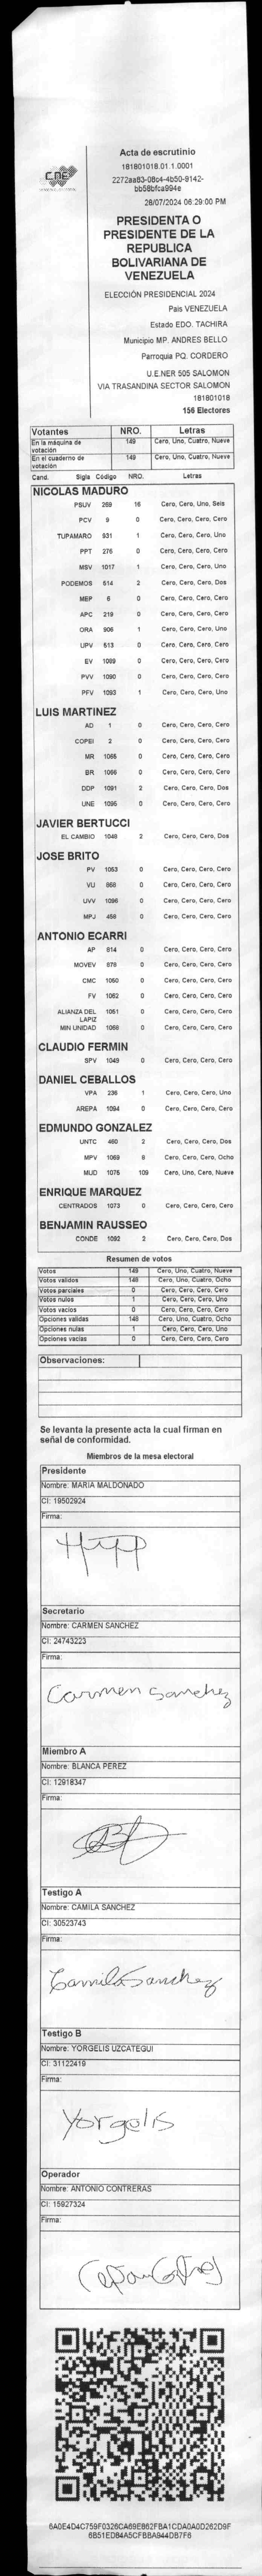 CNE
Acta de escrutinio
181801018.01.1.0001
2272aa83-08c4-4b50-9142-
bb58bfca994e
28/07/2024 06:29:00 PM
PRESIDENTA O
PRESIDENTE DE LA
REPUBLICA
BOLIVARIANA DE
VENEZUELA
ELECCIÓN PRESIDENCIAL 2024
Pais VENEZUELA
Estado EDO. TACHIRA
Municipio MP. ANDRES BELLO
Parroquia PQ. CORDERO
U.E.NER 505 SALOMON
VIA TRASANDINA SECTOR SALOMON
181801018
156 Electores
Votantes NRO. Letras
En la máquina de votación 149 Cero, Uno, Cuatro, Nueve
En el cuaderno de votación 149 Cero, Uno, Cuatro, Nueve
Cand. Sigla Código NRO. Letras
NICOLAS MADURO
PSUV 269 16 Cero, Cero, Uno, Seis
PCV 9 0 Cero, Cero, Cero, Cero
TUPAMARO 931 1 Cero, Cero, Cero, Uno
PPT 276 0 Cero, Cero, Cero, Cero
MSV 1017 1 Cero, Cero, Cero, Uno
PODEMOS 514 2 Cero, Cero, Cero, Dos
MEP 6 0 Cero, Cero, Cero, Cero
APC 219 0 Cero, Cero, Cero, Cero
ORA 906 1 Cero, Cero, Cero, Uno
UPV 513 0 Cero, Cero, Cero, Cero
EV 1089 0 Cero, Cero, Cero, Cero
PVV 1090 0 Cero, Cero, Cero, Cero
PFV 1093 1 Cero, Cero, Cero, Uno
LUIS MARTINEZ
AD 1 0 Cero, Cero, Cero, Cero
COPEI 2 0 Cero, Cero, Cero, Cero
MR 1065 0 Cero, Cero, Cero, Cero
BR 1066 0 Cero, Cero, Cero, Cero
DDP 1091 2 Cero, Cero, Cero, Dos
UNE 1095 0 Cero, Cero, Cero, Cero
JAVIER BERTUCCI
EL CAMBIO 1048 2 Cero, Cero, Cero, Dos
JOSE BRITO
PV 1053 0 Cero, Cero, Cero, Cero
VU 868 0 Cero, Cero, Cero, Cero
UVV 1096 0 Cero, Cero, Cero, Cero
MPJ 458 0 Cero, Cero, Cero, Cero
ANTONIO ECARRI
AP 814 0 Cero, Cero, Cero, Cero
MOVEV 878 0 Cero, Cero, Cero, Cero
CMC 1050 0 Cero, Cero, Cero, Cero
FV 1052 0 Cero, Cero, Cero, Cero
ALIANZA DEL LAPIZ 1051 0 Cero, Cero, Cero, Cero
MIN UNIDAD 1068 0 Cero, Cero, Cero, Cero
CLAUDIO FERMIN
SPV 1049 0 Cero, Cero, Cero, Cero
DANIEL CEBALLOS
VPA 236 1 Cero, Cero, Cero, Uno
AREPA 1094 0 Cero, Cero, Cero, Cero
EDMUNDO GONZALEZ
UNTC 460 2 Cero, Cero, Cero, Dos
MPV 1069 8 Cero, Cero, Cero, Ocho
MUD 1075 109 Cero, Uno, Cero, Nueve
ENRIQUE MARQUEZ
CENTRADOS 1073 0 Cero, Cero, Cero, Cero
BENJAMIN RAUSSEO
CONDE 1092 2 Cero, Cero, Cero, Dos
Resumen de votos
Votos 149 Cero, Uno, Cuatro, Nueve
Votos validos 148 Cero, Uno, Cuatro, Ocho
Votos parciales 0 Cero, Cero, Cero, Cero
Votos nulos 1 Cero, Cero, Cero, Uno
Votos vacios 0 Cero, Cero, Cero, Cero
Opciones validas 148 Cero, Uno, Cuatro, Ocho
Opciones nulas 1 Cero, Cero, Cero, Uno
Opciones vacias 0 Cero, Cero, Cero, Cero
Observaciones:
Se levanta la presente acta la cual firman en
señal de conformidad.
Miembros de la mesa electoral
Presidente
Nombre: MARIA MALDONADO
CI: 19502924
Firma:
Secretario
Nombre: CARMEN SANCHEZ
CI: 24743223
Firma:
Carmen Sanchez
Miembro A
Nombre: BLANCA PEREZ
CI: 12918347
Firma:
Testigo A
Nombre: CAMILA SANCHEZ
CI: 30523743
Firma:
Camila Sanchez
Testigo B
Nombre: YORGELIS UZCATEGUI
CI: 31122419
Firma:
Yorgelis
Operador
Nombre: ANTONIO CONTRERAS
CI: 15927324
Firma:
6A0E4D4C759F0326CA69E862FBA1CDA0A0D262D9F
6B51ED84A5CFBBA944DB7F6